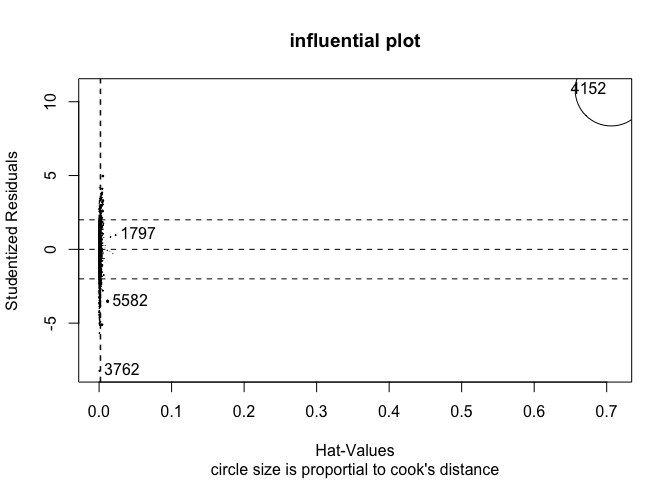 influential plot
Studentized Residuals
10
5
0
-5
4152
1797
5582
3762
0.0 0.1 0.2 0.3 0.4 0.5 0.6 0.7
Hat-Values
circle size is proportial to cook's distance